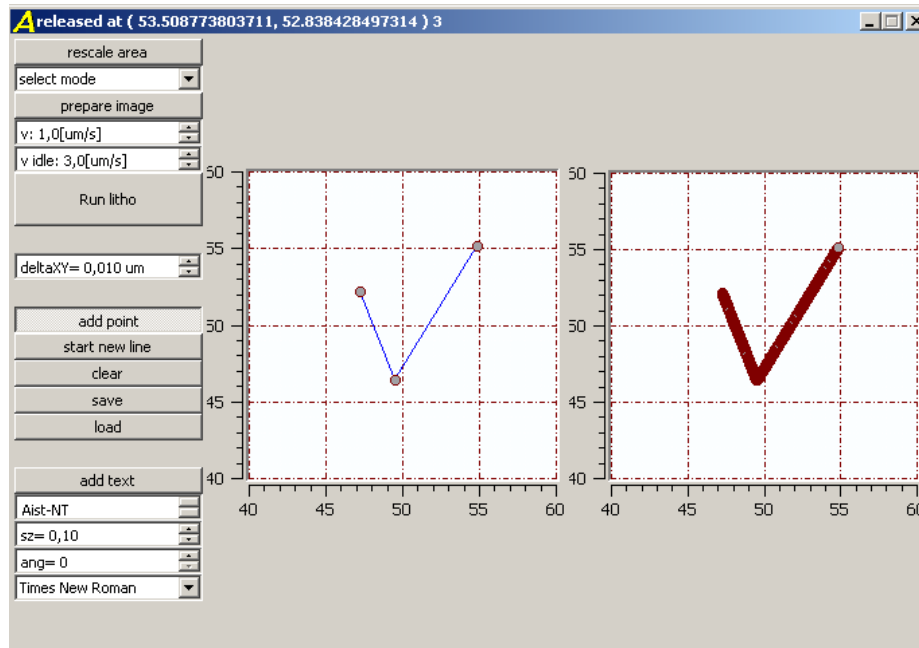 A released at ( 53.508773803711, 52.838428497314 ) 3
rescale area
select mode
prepare image
v: 1,0[um/s]
v idle: 3,0[um/s]
Run litho
deltaXY= 0,010 um
add point
start new line
clear
save
load
add text
Aist-NT
sz= 0,10
ang= 0
Times New Roman
60
55
50
45
40
40 45 50 55 60
60
55
50
45
40
40 45 50 55 60